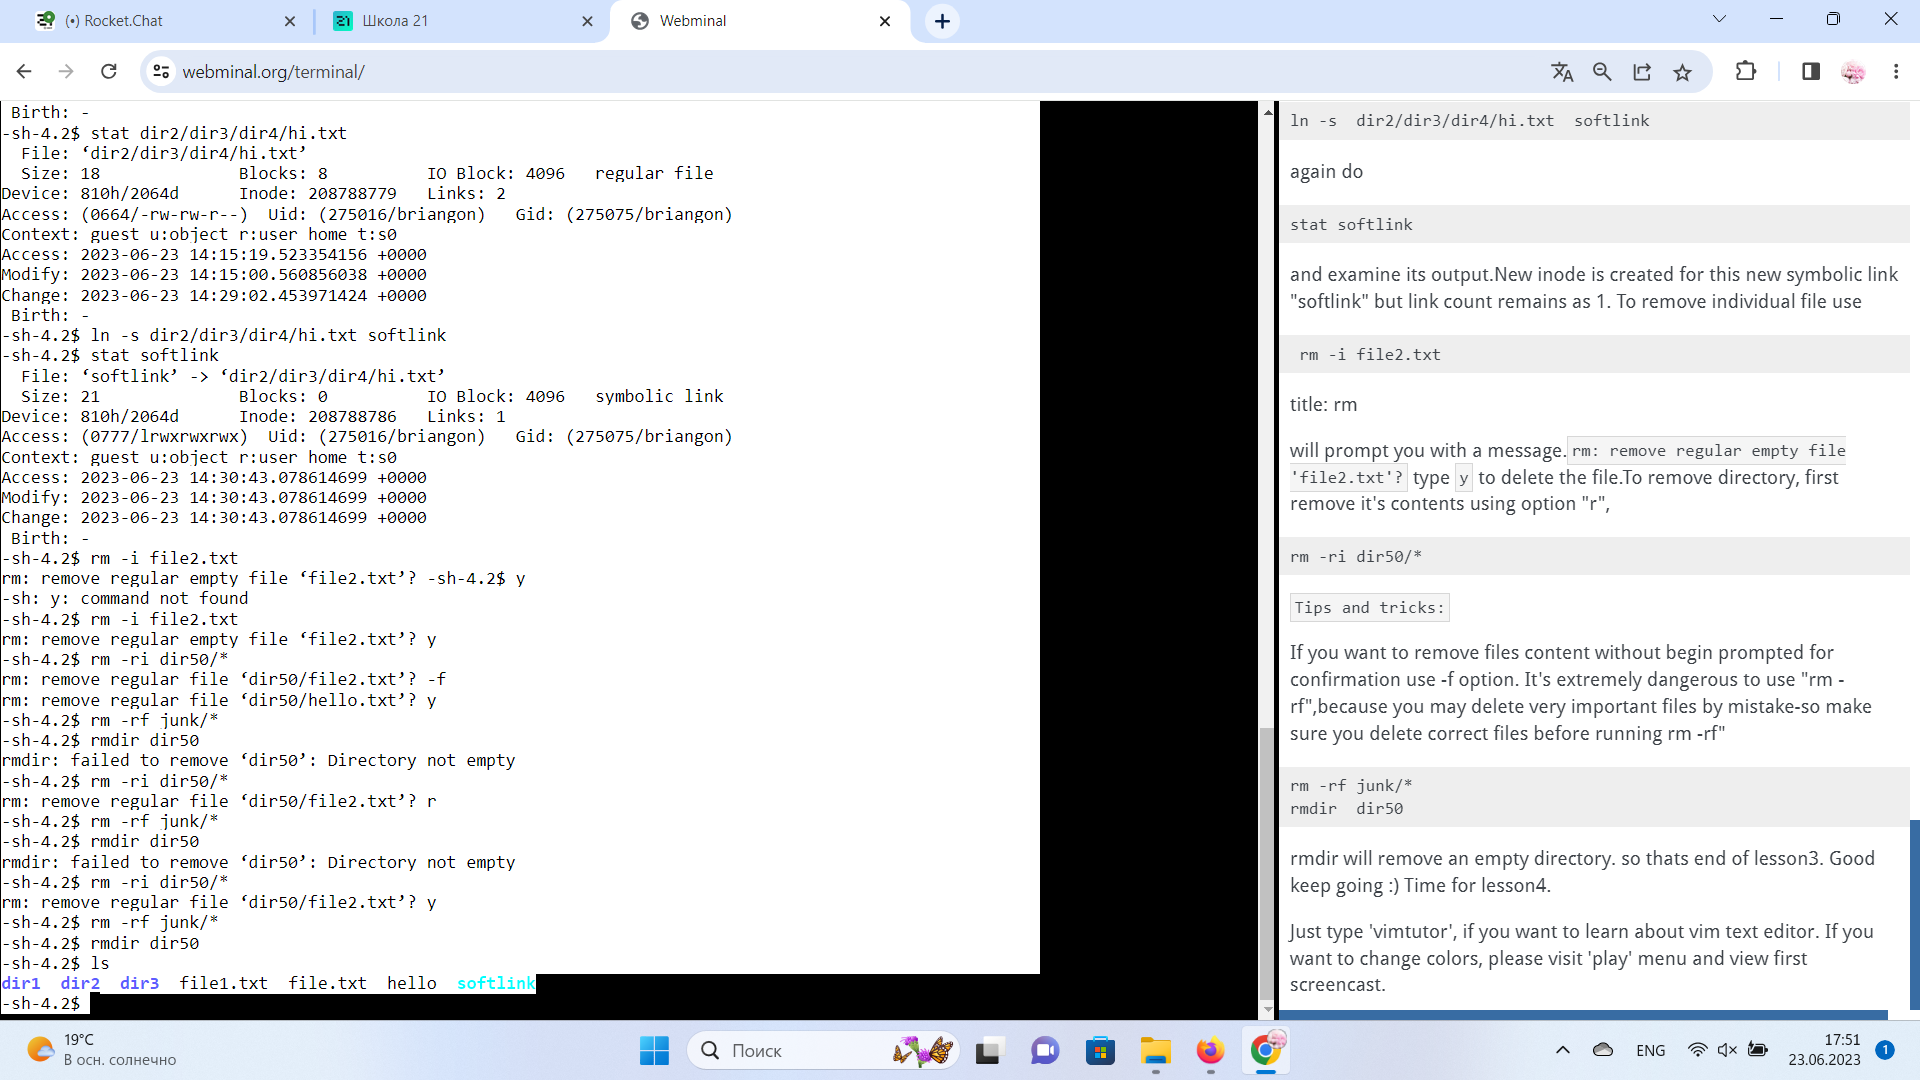 (•) Rocket.Chat
Школа 21
Webminal
webminal.org/terminal/
Birth: -
-sh-4.2$ stat dir2/dir3/dir4/hi.txt
File: ‘dir2/dir3/dir4/hi.txt’
Size: 18 Blocks: 8 IO Block: 4096 regular file
Device: 810h/2064d Inode: 208788779 Links: 2
Access: (0664/-rw-rw-r--) Uid: (275016/briangon) Gid: (275075/briangon)
Context: guest u:object r:user home t:s0
Access: 2023-06-23 14:15:19.523354156 +0000
Modify: 2023-06-23 14:15:00.560856038 +0000
Change: 2023-06-23 14:29:02.453971424 +0000
Birth: -
-sh-4.2$ ln -s dir2/dir3/dir4/hi.txt softlink
-sh-4.2$ stat softlink
File: ‘softlink’ -> ‘dir2/dir3/dir4/hi.txt’
Size: 21 Blocks: 0 IO Block: 4096 symbolic link
Device: 810h/2064d Inode: 208788786 Links: 1
Access: (0777/lrwxrwxrwx) Uid: (275016/briangon) Gid: (275075/briangon)
Context: guest u:object r:user home t:s0
Access: 2023-06-23 14:30:43.078614699 +0000
Modify: 2023-06-23 14:30:43.078614699 +0000
Change: 2023-06-23 14:30:43.078614699 +0000
Birth: -
-sh-4.2$ rm -i file2.txt
rm: remove regular empty file ‘file2.txt’? -sh-4.2$ y
-sh: y: command not found
-sh-4.2$ rm -i file2.txt
rm: remove regular empty file ‘file2.txt’? y
-sh-4.2$ rm -ri dir50/*
rm: remove regular file ‘dir50/file2.txt’? -f
rm: remove regular file ‘dir50/hello.txt’? y
-sh-4.2$ rm -rf junk/*
-sh-4.2$ rmdir dir50
rmdir: failed to remove ‘dir50’: Directory not empty
-sh-4.2$ rm -ri dir50/*
rm: remove regular file ‘dir50/file2.txt’? r
-sh-4.2$ rm -rf junk/*
-sh-4.2$ rmdir dir50
rmdir: failed to remove ‘dir50’: Directory not empty
-sh-4.2$ rm -ri dir50/*
rm: remove regular file ‘dir50/file2.txt’? y
-sh-4.2$ rm -rf junk/*
-sh-4.2$ rmdir dir50
-sh-4.2$ ls
dir1 dir2 dir3 file1.txt file.txt hello softlink
-sh-4.2$
ln -s dir2/dir3/dir4/hi.txt softlink
again do
stat softlink
and examine its output.New inode is created for this new symbolic link
"softlink" but link count remains as 1. To remove individual file use
rm -i file2.txt
title: rm
will prompt you with a message. rm: remove regular empty file
'file2.txt'? type y to delete the file.To remove directory, first
remove it's contents using option "r",
rm -ri dir50/*
Tips and tricks:
If you want to remove files content without begin prompted for
confirmation use -f option. It's extremely dangerous to use "rm -
rf",because you may delete very important files by mistake-so make
sure you delete correct files before running rm -rf"
rm -rf junk/*
rmdir dir50
rmdir will remove an empty directory. so thats end of lesson3. Good
keep going :) Time for lesson4.
Just type 'vimtutor', if you want to learn about vim text editor. If you
want to change colors, please visit 'play' menu and view first
screencast.
19°C
В осн. солнечно
Поиск
ENG
17:51
23.06.2023
1